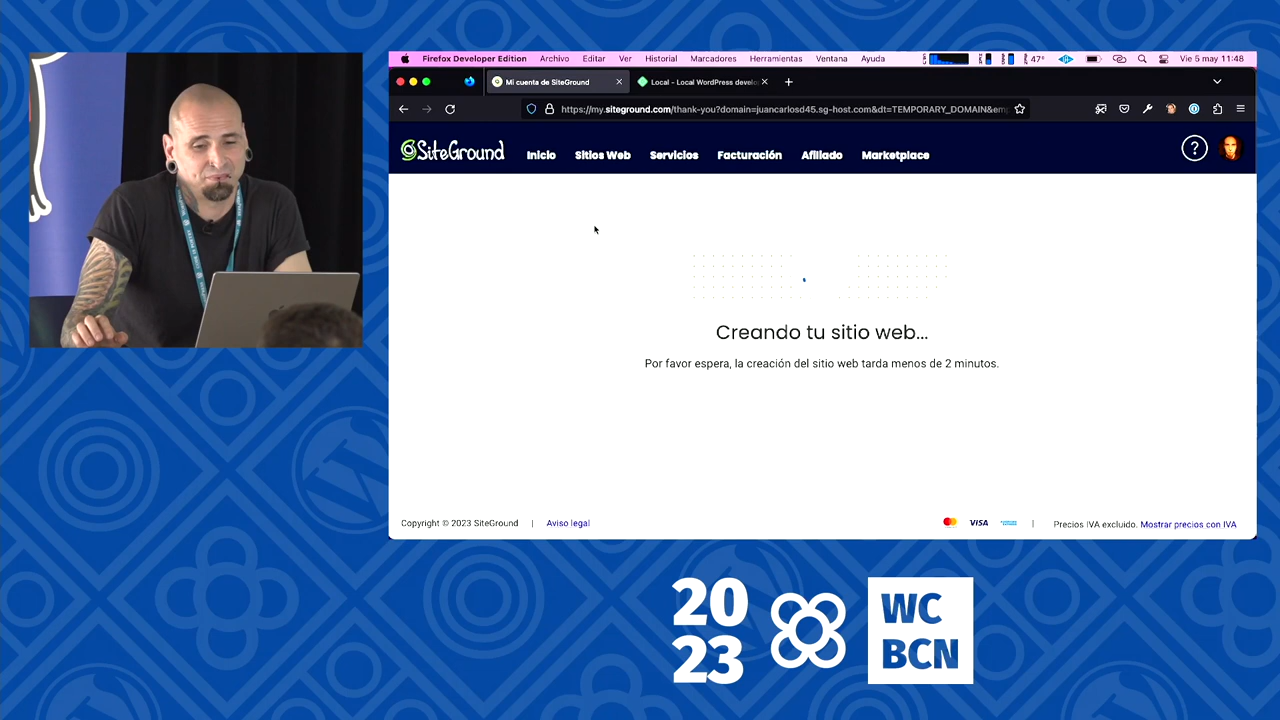 Firefox Developer Edition Archivo Editar Ver Historial Marcadores Herramientas Ventana Ayuda 47° Vie 5 may 11:48
Mi cuenta de SiteGround Local - Local WordPress develo
https://my.siteground.com/thank-you?domain=juancarlosd45.sg-host.com&dt=TEMPORARY_DOMAIN&em
SiteGround Inicio Sitios Web Servicios Facturación Afiliado Marketplace ?
Creando tu sitio web...
Por favor espera, la creación del sitio web tarda menos de 2 minutos.
Copyright © 2023 SiteGround | Aviso legal VISA | Precios IVA excluido. Mostrar precios con IVA
20
23
WC
BCN